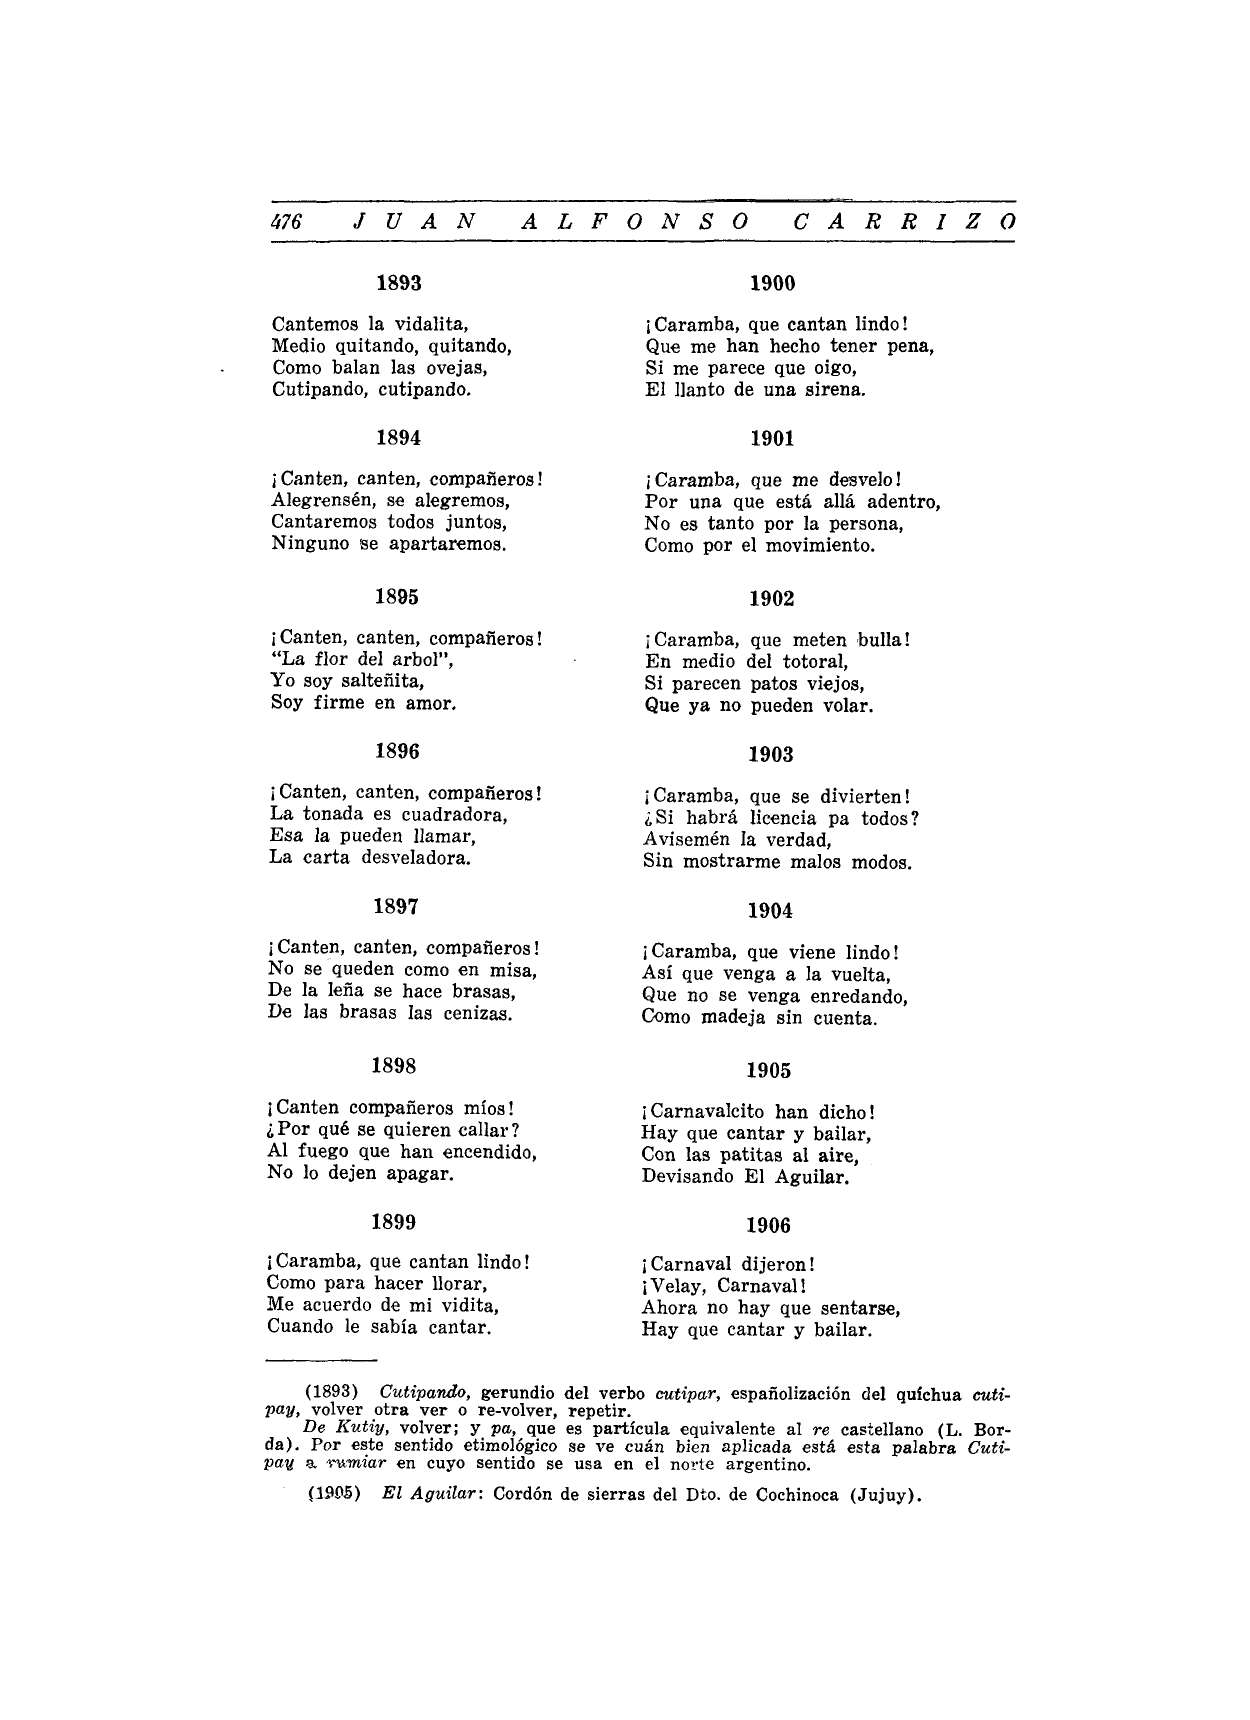 476 JUAN ALFONSO CARRIZO
1893
Cantemos la vidalita,
Medio quitando, quitando,
Como balan las ovejas,
Cutipando, cutipando.
1894
¡Canten, canten, compañeros!
Alegrensén, se alegremos,
Cantaremos todos juntos,
Ninguno se apartaremos.
1895
¡Canten, canten, compañeros!
“La flor del arbol”,
Yo soy salteñita,
Soy firme en amor.
1896
¡Canten, canten, compañeros!
La tonada es cuadradora,
Esa la pueden llamar,
La carta desveladora.
1897
¡Canten, canten, compañeros!
No se queden como en misa,
De la leña se hace brasas,
De las brasas las cenizas.
1898
¡Canten compañeros míos!
¿Por qué se quieren callar?
Al fuego que han encendido,
No lo dejen apagar.
1899
¡Caramba, que cantan lindo!
Como para hacer llorar,
Me acuerdo de mi vidita,
Cuando le sabía cantar.
1900
¡Caramba, que cantan lindo!
Que me han hecho tener pena,
Si me parece que oigo,
El llanto de una sirena.
1901
¡Caramba, que me desvelo!
Por una que está allá adentro,
No es tanto por la persona,
Como por el movimiento.
1902
¡Caramba, que meten bulla!
En medio del totoral,
Si parecen patos viejos,
Que ya no pueden volar.
1903
¡Caramba, que se divierten!
¿Si habrá licencia pa todos?
Avisemén la verdad,
Sin mostrarme malos modos.
1904
¡Caramba, que viene lindo!
Así que venga a la vuelta,
Que no se venga enredando,
Como madeja sin cuenta.
1905
¡Carnavalcito han dicho!
Hay que cantar y bailar,
Con las patitas al aire,
Devisando El Aguilar.
1906
¡Carnaval dijeron!
¡Velay, Carnaval!
Ahora no hay que sentarse,
Hay que cantar y bailar.
(1893) Cutipando, gerundio del verbo cutipar, españolización del quíchua cuti-
pay, volver otra ver o re-volver, repetir.
De Kutiy, volver; y pa, que es partícula equivalente al re castellano (L. Bor-
da). Por este sentido etimológico se ve cuán bien aplicada está esta palabra Cuti-
pay a rumiar en cuyo sentido se usa en el norte argentino.
(1905) El Aguilar: Cordón de sierras del Dto. de Cochinoca (Jujuy).